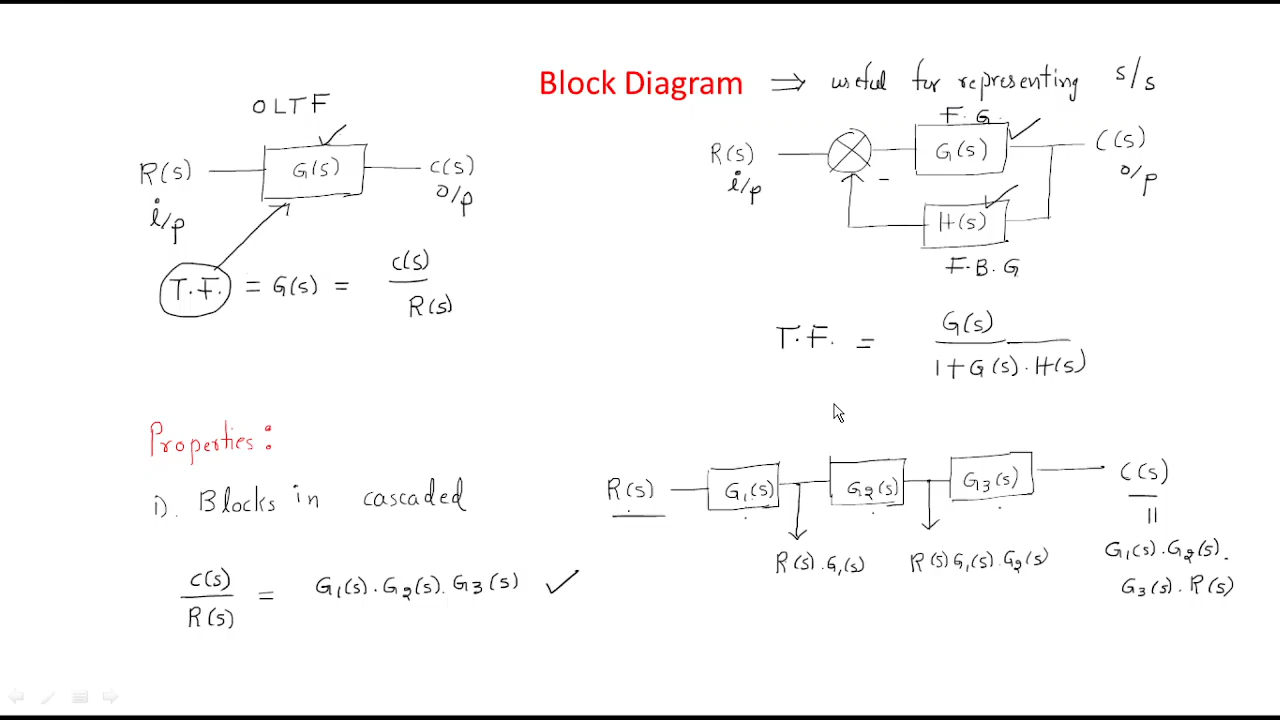 Block Diagram ⇒ useful for representing s/s
OLTF
R(s) G(s) C(s)
i/p o/p
T.F. = G(s) = C(s)
R(s)
F.G.
R(s) G(s) C(s)
i/p - o/p
H(s)
F.B.G
T.F. = G(s)
1+G(s).H(s)
Properties:
i). Blocks in cascaded
C(s)
R(s)
= G1(s).G2(s).G3(s) ✓
R(s) G1(s) G2(s) G3(s) C(s)
=
R(s).G1(s) R(s)G1(s).G2(s) G1(s).G2(s).
G3(s).R(s)